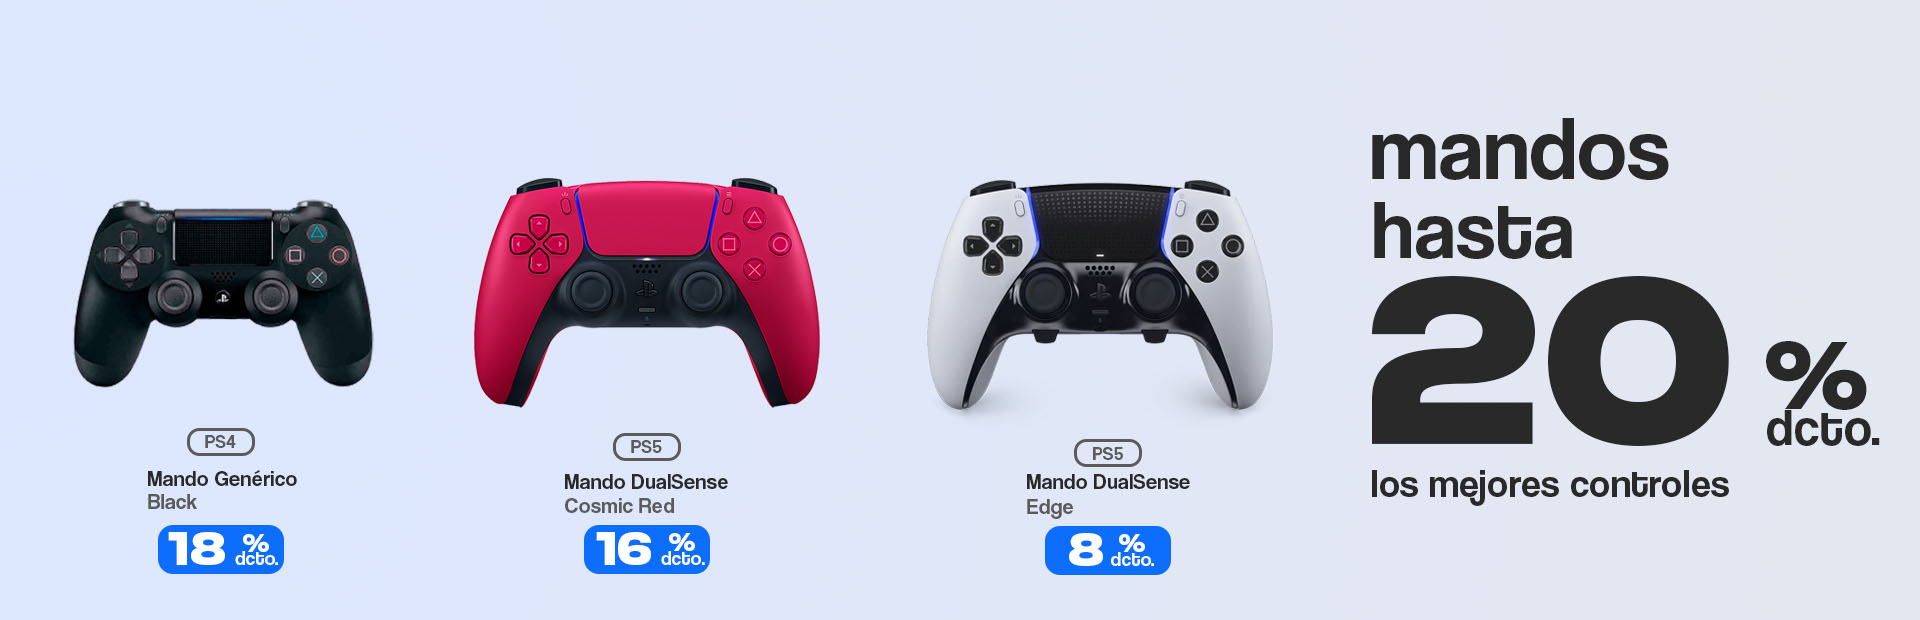 mandos
hasta
20 %
dcto.
los mejores controles
PS4
Mando Genérico
Black
18 %
dcto.
PS5
Mando DualSense
Cosmic Red
16 %
dcto.
PS5
Mando DualSense
Edge
8 %
dcto.